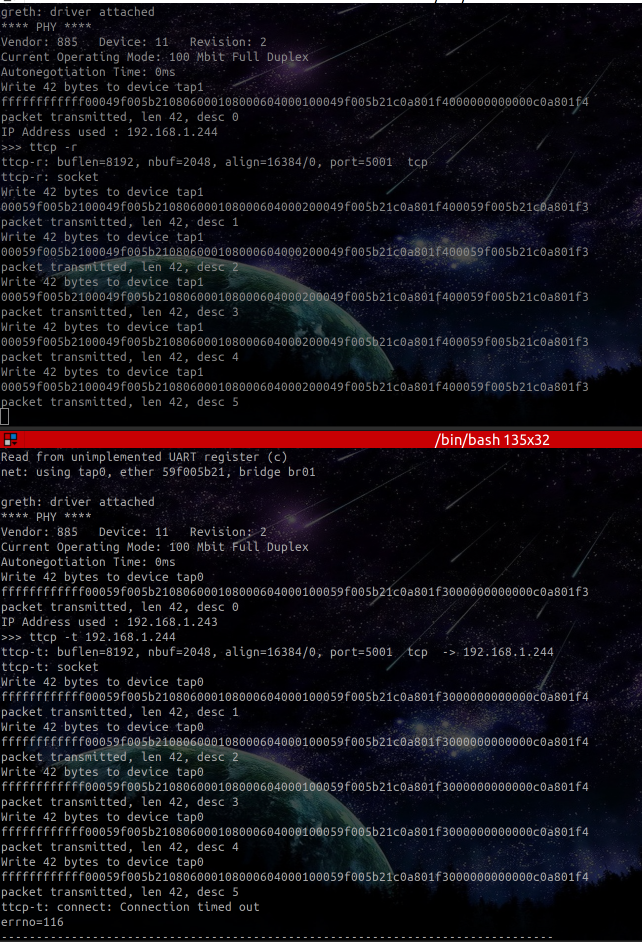 greth: driver attached
**** PHY ****
Vendor: 885   Device: 11   Revision: 2
Current Operating Mode: 100 Mbit Full Duplex
Autonegotiation Time: 0ms
Write 42 bytes to device tap1
ffffffffffff00049f005b210806000108000604000100049f005b21c0a801f4000000000000c0a801f4
packet transmitted, len 42, desc 0
IP Address used : 192.168.1.244
>>> ttcp -r
ttcp-r: buflen=8192, nbuf=2048, align=16384/0, port=5001  tcp
ttcp-r: socket
Write 42 bytes to device tap1
00059f005b2100049f005b210806000108000604000200049f005b21c0a801f400059f005b21c0a801f3
packet transmitted, len 42, desc 1
Write 42 bytes to device tap1
00059f005b2100049f005b210806000108000604000200049f005b21c0a801f400059f005b21c0a801f3
packet transmitted, len 42, desc 2
Write 42 bytes to device tap1
00059f005b2100049f005b210806000108000604000200049f005b21c0a801f400059f005b21c0a801f3
packet transmitted, len 42, desc 3
Write 42 bytes to device tap1
00059f005b2100049f005b210806000108000604000200049f005b21c0a801f400059f005b21c0a801f3
packet transmitted, len 42, desc 4
Write 42 bytes to device tap1
00059f005b2100049f005b210806000108000604000200049f005b21c0a801f400059f005b21c0a801f3
packet transmitted, len 42, desc 5
/bin/bash 135x32
Read from unimplemented UART register (c)
net: using tap0, ether 59f005b21, bridge br01
greth: driver attached
**** PHY ****
Vendor: 885   Device: 11   Revision: 2
Current Operating Mode: 100 Mbit Full Duplex
Autonegotiation Time: 0ms
Write 42 bytes to device tap0
ffffffffffff00059f005b210806000108000604000100059f005b21c0a801f3000000000000c0a801f3
packet transmitted, len 42, desc 0
IP Address used : 192.168.1.243
>>> ttcp -t 192.168.1.244
ttcp-t: buflen=8192, nbuf=2048, align=16384/0, port=5001  tcp  -> 192.168.1.244
ttcp-t: socket
Write 42 bytes to device tap0
ffffffffffff00059f005b210806000108000604000100059f005b21c0a801f3000000000000c0a801f4
packet transmitted, len 42, desc 1
Write 42 bytes to device tap0
ffffffffffff00059f005b210806000108000604000100059f005b21c0a801f3000000000000c0a801f4
packet transmitted, len 42, desc 2
Write 42 bytes to device tap0
ffffffffffff00059f005b210806000108000604000100059f005b21c0a801f3000000000000c0a801f4
packet transmitted, len 42, desc 3
Write 42 bytes to device tap0
ffffffffffff00059f005b210806000108000604000100059f005b21c0a801f3000000000000c0a801f4
packet transmitted, len 42, desc 4
Write 42 bytes to device tap0
ffffffffffff00059f005b210806000108000604000100059f005b21c0a801f3000000000000c0a801f4
packet transmitted, len 42, desc 5
ttcp-t: connect: Connection timed out
errno=116
-------------------------------------------------------------------------------